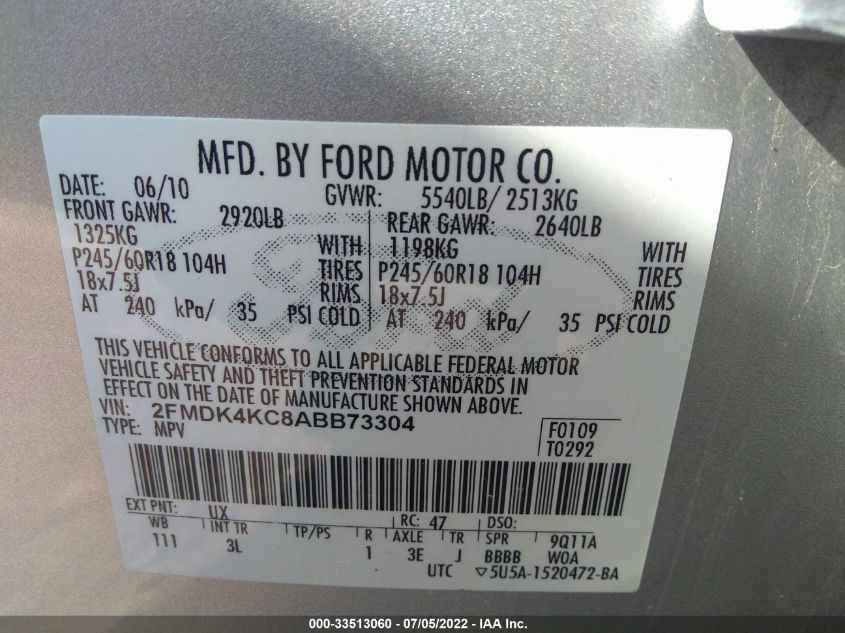 MFD. BY FORD MOTOR CO.
DATE: 06/10 GVWR: 5540LB/ 2513KG
FRONT GAWR: 2920LB REAR GAWR: 2640LB
1325KG WITH 1198KG WITH
P245/60R18 104H TIRES P245/60R18 104H TIRES
18x7.5J RIMS 18x7.5J RIMS
AT 240 kPa/ 35 PSI COLD AT 240 kPa/ 35 PSI COLD
THIS VEHICLE CONFORMS TO ALL APPLICABLE FEDERAL MOTOR
VEHICLE SAFETY AND THEFT PREVENTION STANDARDS IN
EFFECT ON THE DATE OF MANUFACTURE SHOWN ABOVE.
VIN: 2FMDK4KC8ABB73304
TYPE: MPV F0109
T0292
EXT PNT: UX RC: 47 DSO:
WB INT TR TP/PS R AXLE TR SPR 9Q11A
111 3L 1 3E J BBBB W0A
UTC ▽5U5A-1520472-BA
000-33513060 - 07/05/2022 - IAA Inc.